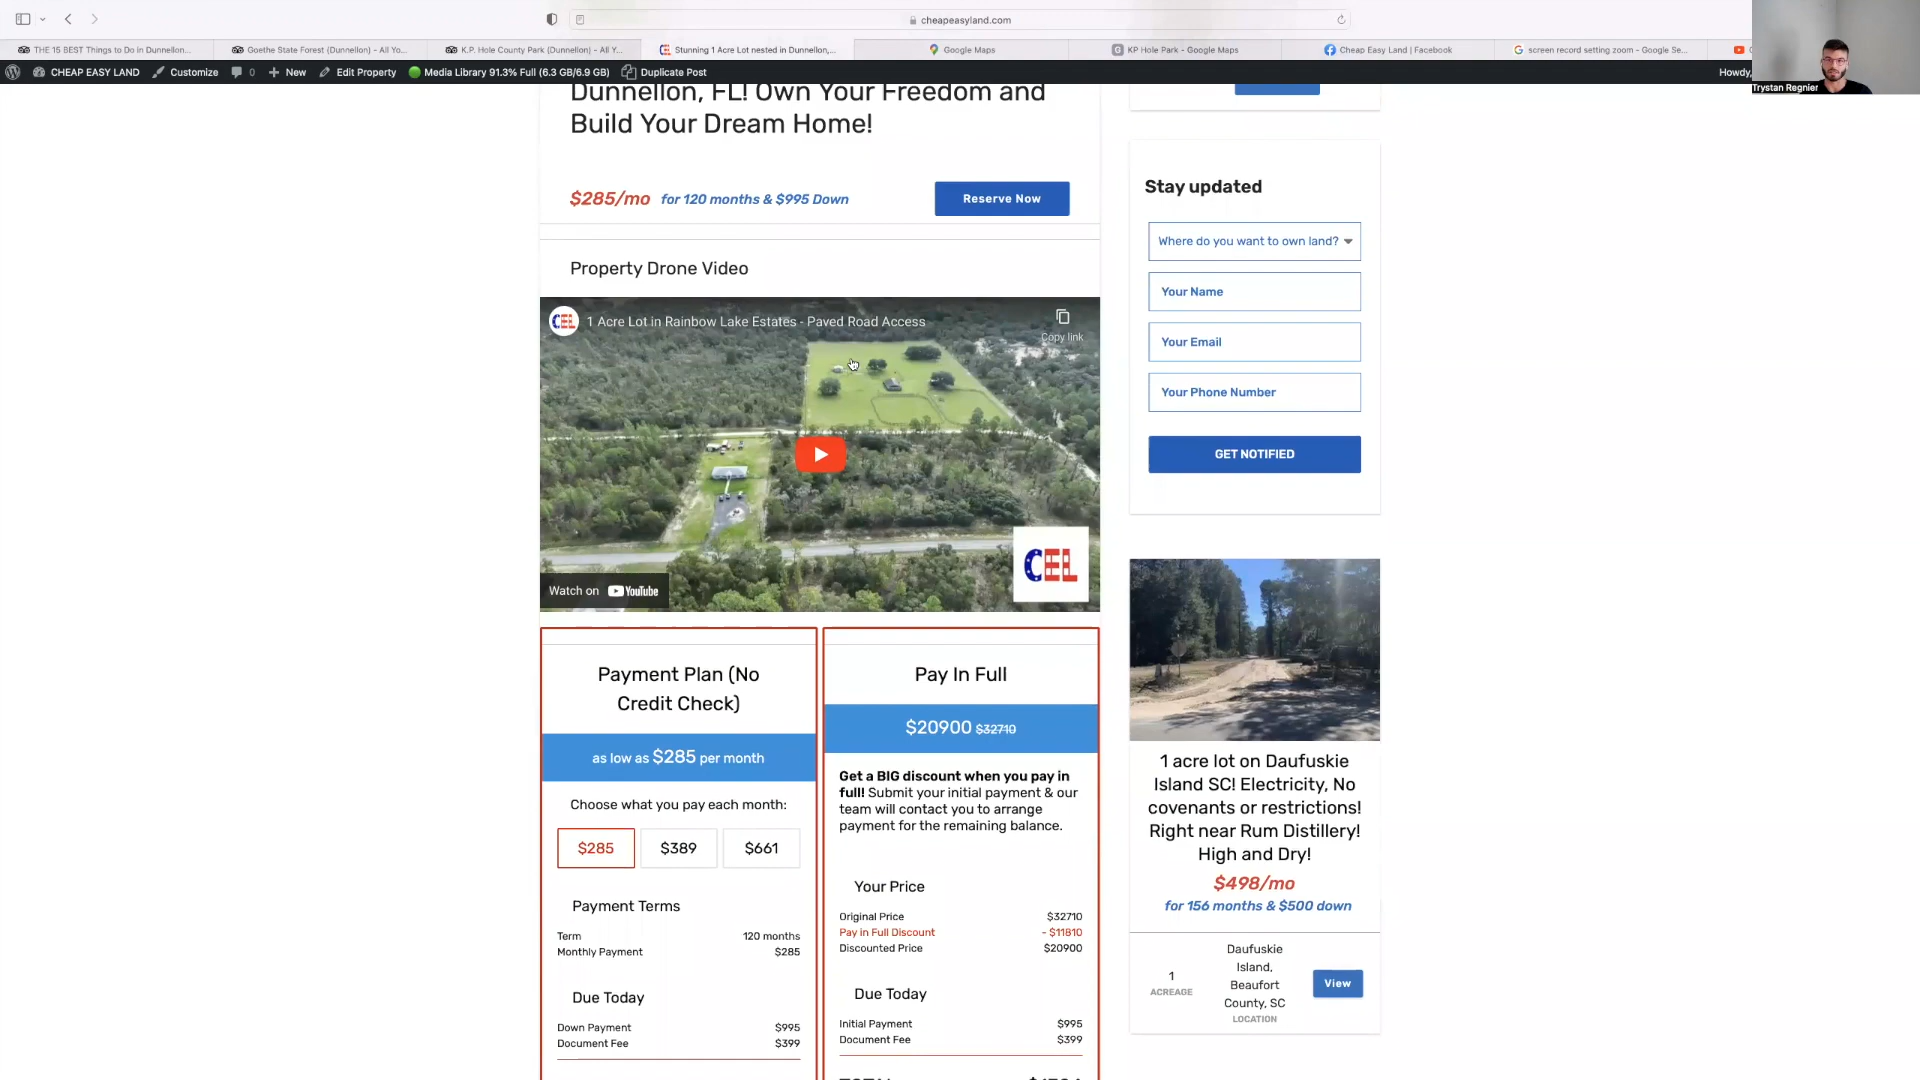 cheapeasyland.com
THE 15 BEST Things to Do in Dunnellon...
Goethe State Forest (Dunnellon) - All Yo...
K.P. Hole County Park (Dunnellon) - All Y...
Stunning 1 Acre Lot nested in Dunnellon,...
Google Maps
KP Hole Park - Google Maps
Cheap Easy Land | Facebook
screen record setting zoom - Google Se...
CHEAP EASY LAND
Customize
0
New
Edit Property
Media Library 91.3% Full (6.3 GB/6.9 GB)
Duplicate Post
Howdy,
Trystan Regnier
Dunnellon, FL! Own Your Freedom and
Build Your Dream Home!
$285/mo for 120 months & $995 Down
Reserve Now
Property Drone Video
CEL
1 Acre Lot in Rainbow Lake Estates - Paved Road Access
Copy link
Watch on YouTube
CEL
Payment Plan (No
Credit Check)
as low as $285 per month
Choose what you pay each month:
$285
$389
$661
Payment Terms
Term 120 months
Monthly Payment $285
Due Today
Down Payment $995
Document Fee $399
Pay In Full
$20900 $32710
Get a BIG discount when you pay in
full! Submit your initial payment & our
team will contact you to arrange
payment for the remaining balance.
Your Price
Original Price $32710
Pay in Full Discount - $11810
Discounted Price $20900
Due Today
Initial Payment $995
Document Fee $399
Stay updated
Where do you want to own land?
Your Name
Your Email
Your Phone Number
GET NOTIFIED
1 acre lot on Daufuskie
Island SC! Electricity, No
covenants or restrictions!
Right near Rum Distillery!
High and Dry!
$498/mo
for 156 months & $500 down
1
ACREAGE
Daufuskie
Island,
Beaufort
County, SC
LOCATION
View